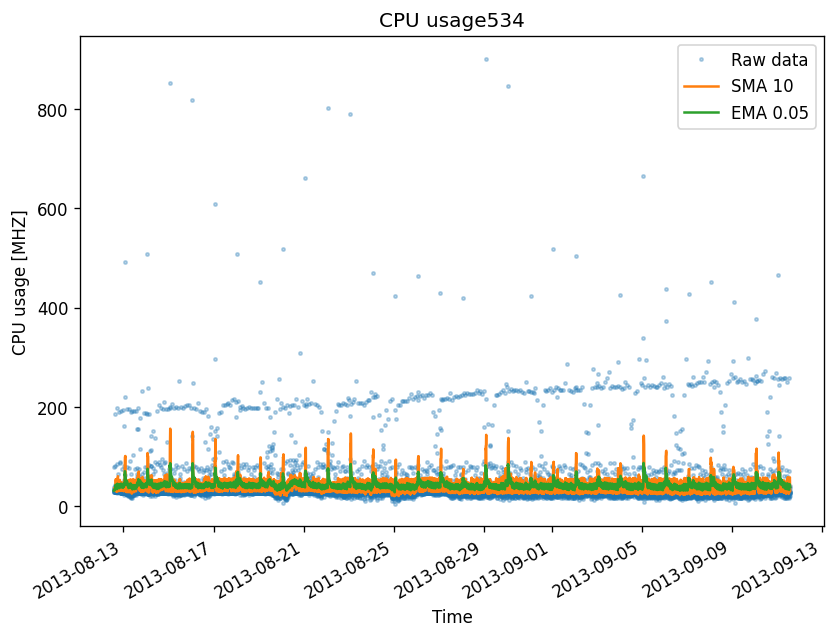 CPU usage534
Raw data
SMA 10
EMA 0.05
CPU usage [MHZ]
800
600
400
200
0
2013-08-13
2013-08-17
2013-08-21
2013-08-25
2013-08-29
2013-09-01
2013-09-05
2013-09-09
2013-09-13
Time